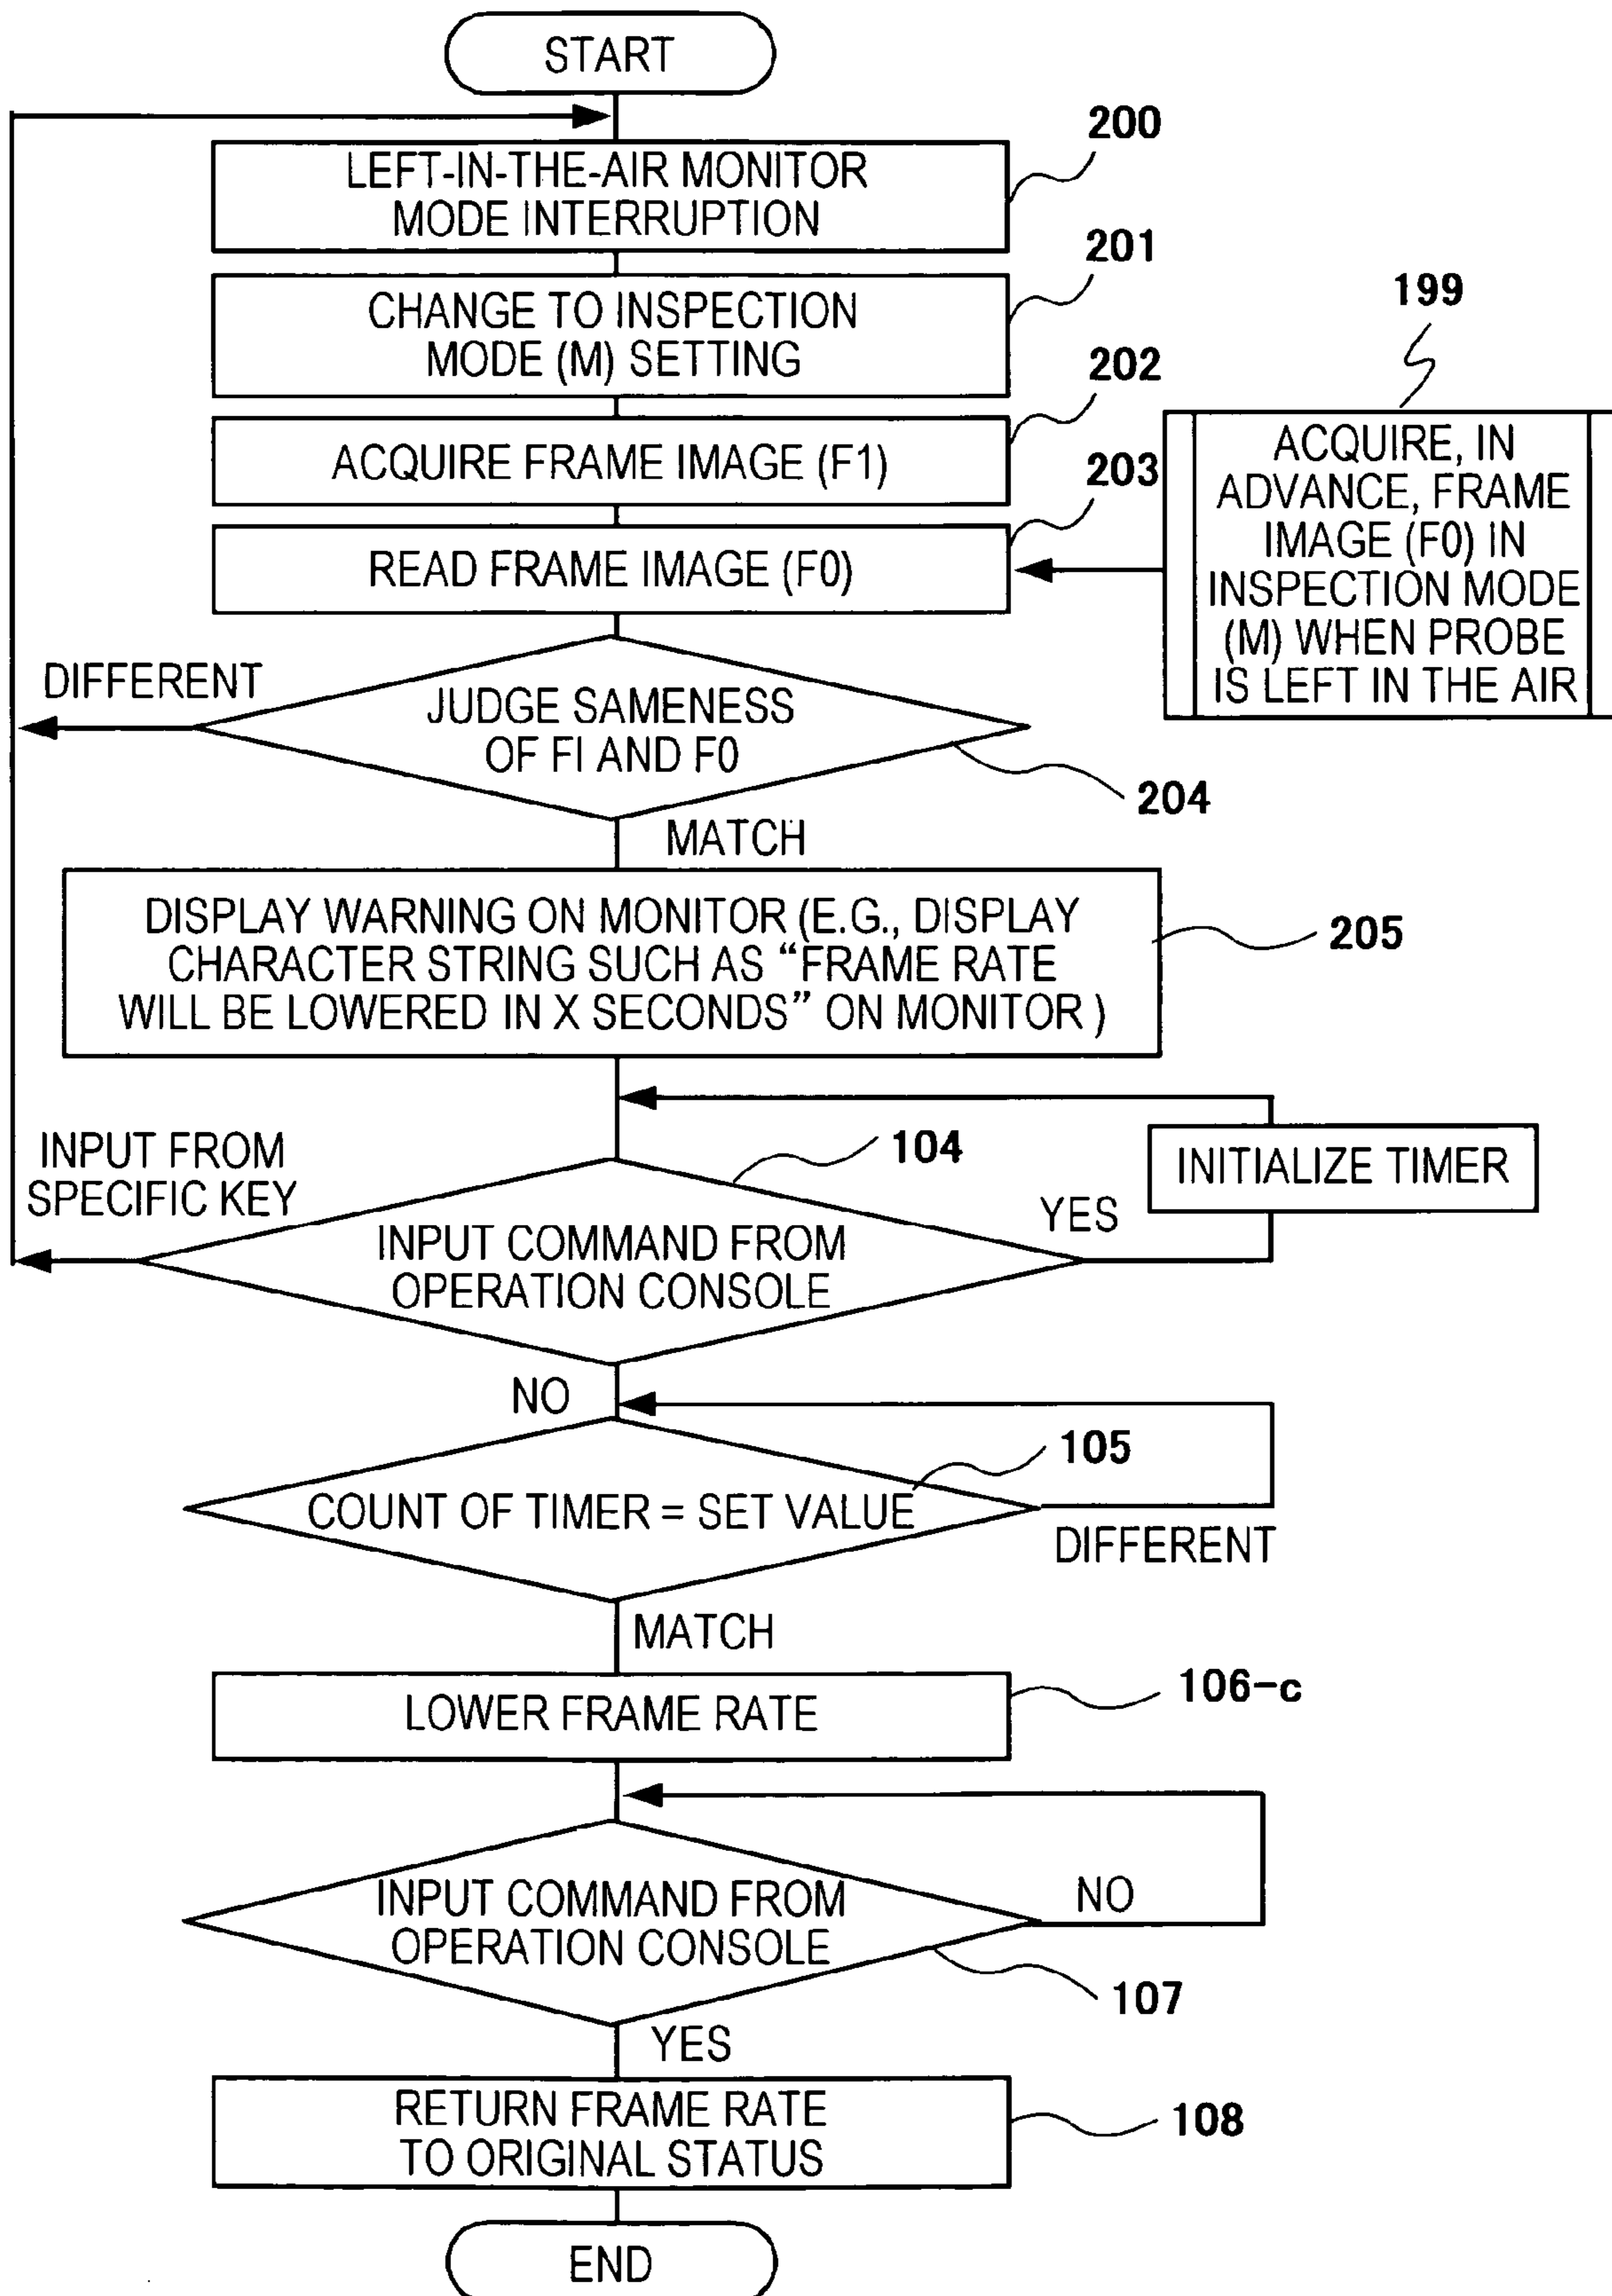 START
200
LEFT-IN-THE-AIR MONITOR
MODE INTERRUPTION
201
CHANGE TO INSPECTION
MODE (M) SETTING
199
202
ACQUIRE FRAME IMAGE (F1)
203
READ FRAME IMAGE (F0)
ACQUIRE, IN
ADVANCE, FRAME
IMAGE (F0) IN
INSPECTION MODE
(M) WHEN PROBE
IS LEFT IN THE AIR
DIFFERENT
JUDGE SAMENESS
OF FI AND F0
204
MATCH
DISPLAY WARNING ON MONITOR (E.G., DISPLAY
CHARACTER STRING SUCH AS “FRAME RATE
WILL BE LOWERED IN X SECONDS” ON MONITOR )
205
INPUT FROM
SPECIFIC KEY
104
INITIALIZE TIMER
YES
INPUT COMMAND FROM
OPERATION CONSOLE
NO
105
COUNT OF TIMER = SET VALUE
DIFFERENT
MATCH
106-c
LOWER FRAME RATE
INPUT COMMAND FROM
OPERATION CONSOLE
NO
107
YES
RETURN FRAME RATE
TO ORIGINAL STATUS
108
END